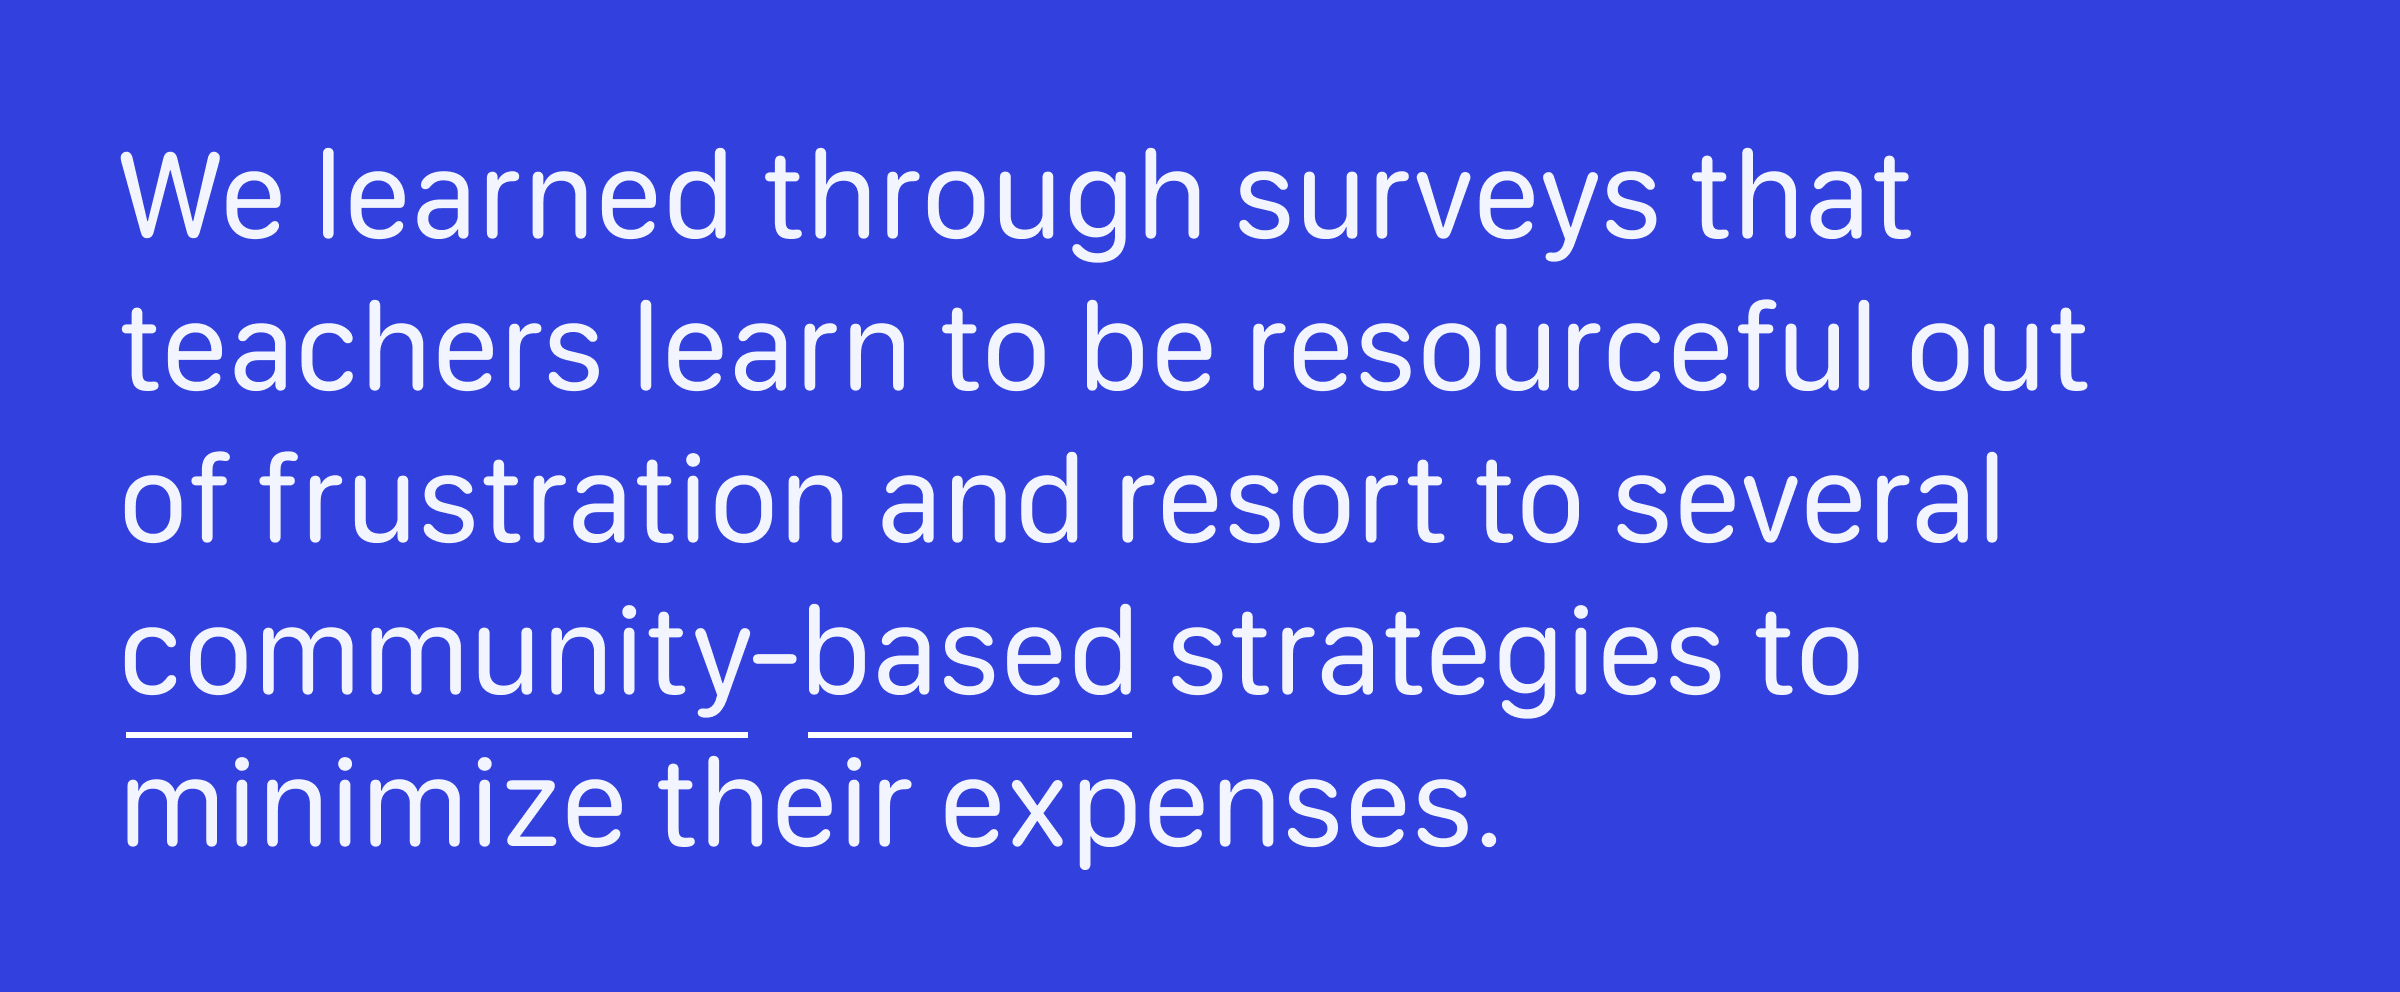 We learned through surveys that
teachers learn to be resourceful out
of frustration and resort to several
community-based strategies to
minimize their expenses.